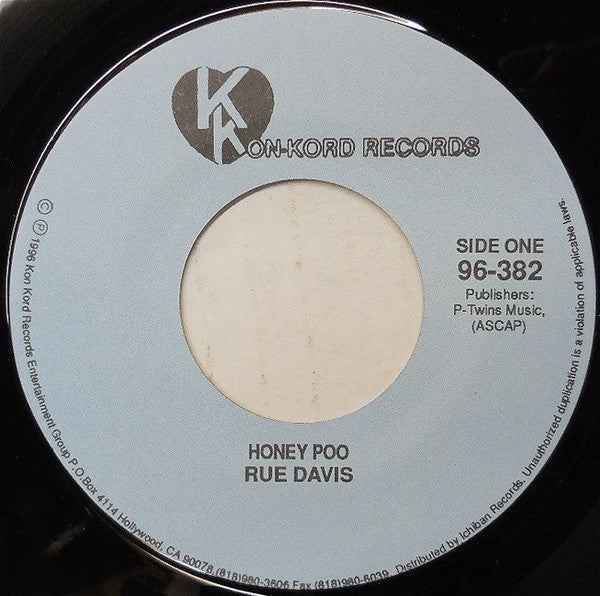 KON-KORD RECORDS
SIDE ONE
96-382
Publishers:
P-Twins Music,
(ASCAP)
HONEY POO
RUE DAVIS
© ℗ 1996 Kon Kord Records Entertainment Group P.O.Box 4114 Hollywood, CA 90078, (818)980-3606 Fax (818)980-6039. Distributed by Ichiban Records. Unauthorized duplication is a violation of applicable laws.